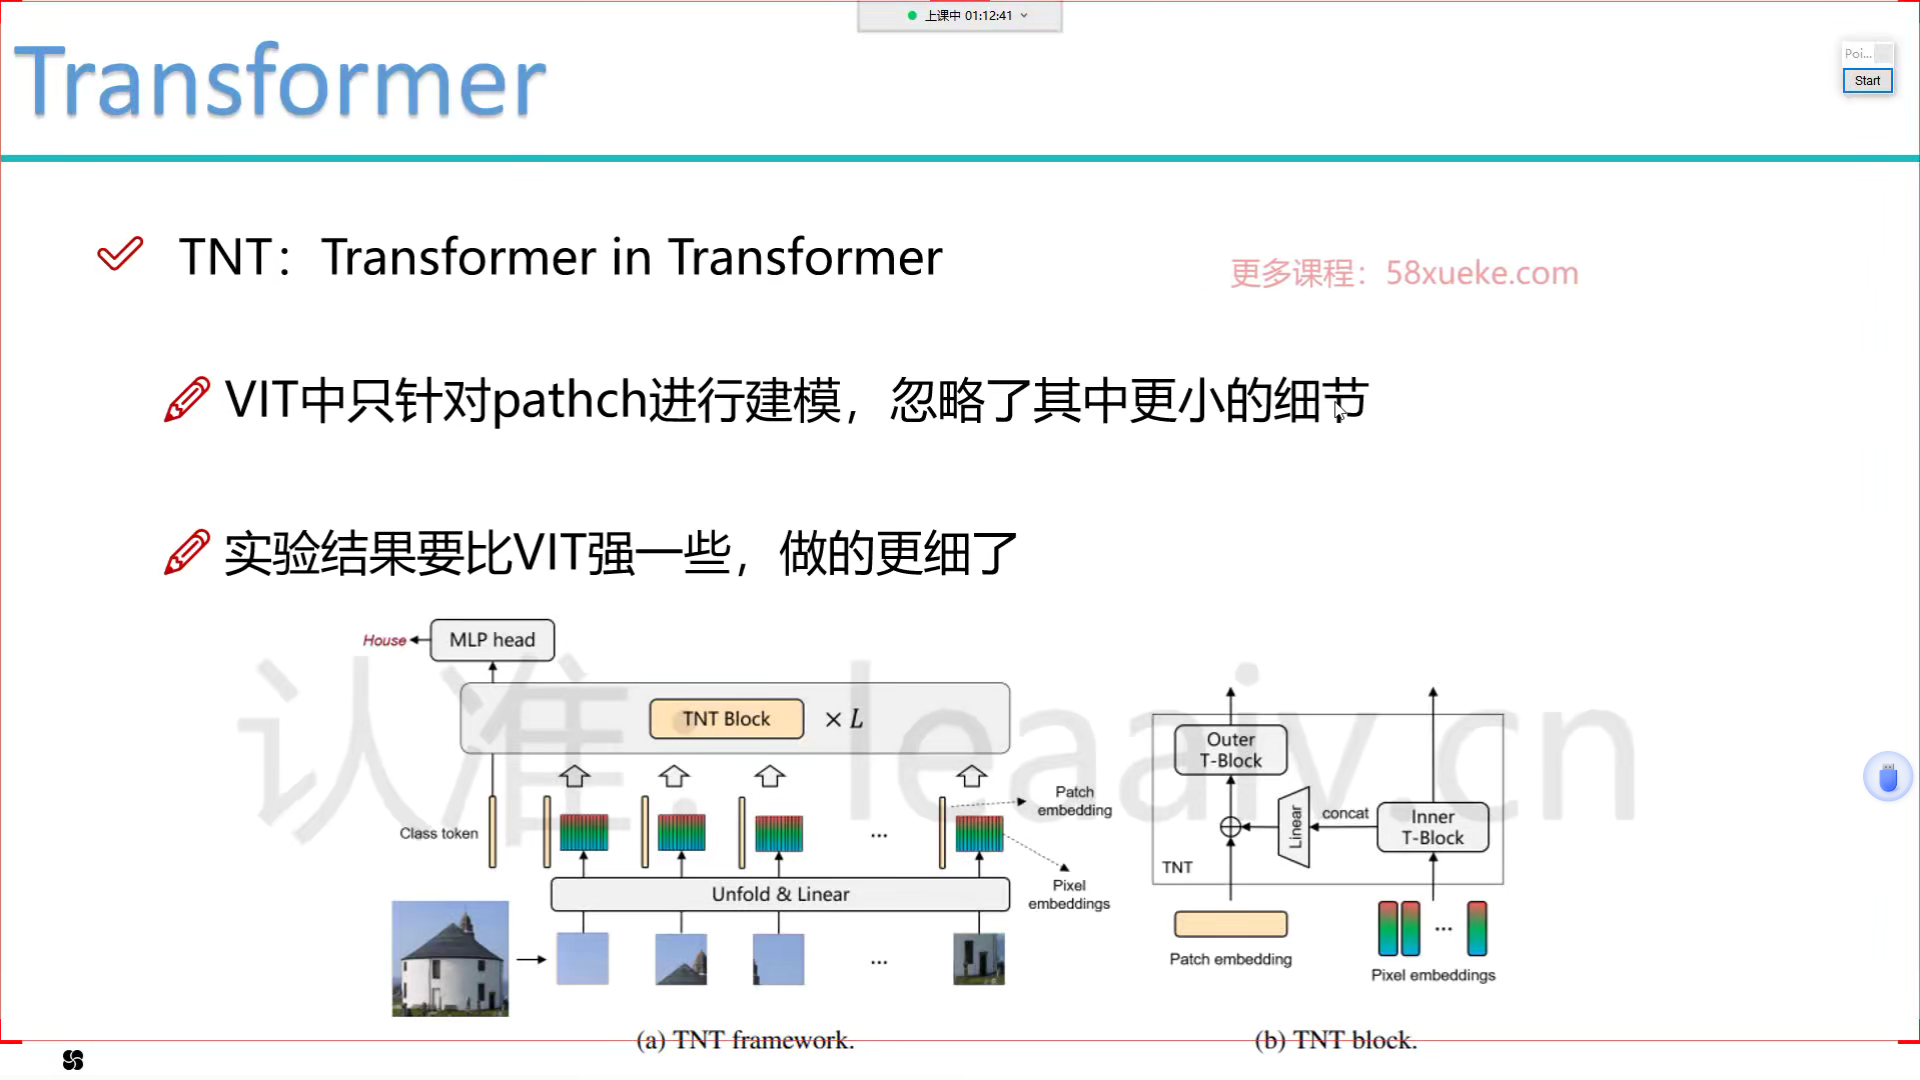 上课中 01:12:41
Poi...
Start
Transformer
TNT：Transformer in Transformer
更多课程：58xueke.com
VIT中只针对pathch进行建模，忽略了其中更小的细节
实验结果要比VIT强一些，做的更细了
House
MLP head
TNT Block
× L
Class token
...
Patch embedding
Pixel embeddings
Unfold & Linear
...
Outer T-Block
Linear
concat
Inner T-Block
TNT
...
Patch embedding
Pixel embeddings
认准：leaaiv.cn
(a) TNT framework.
(b) TNT block.